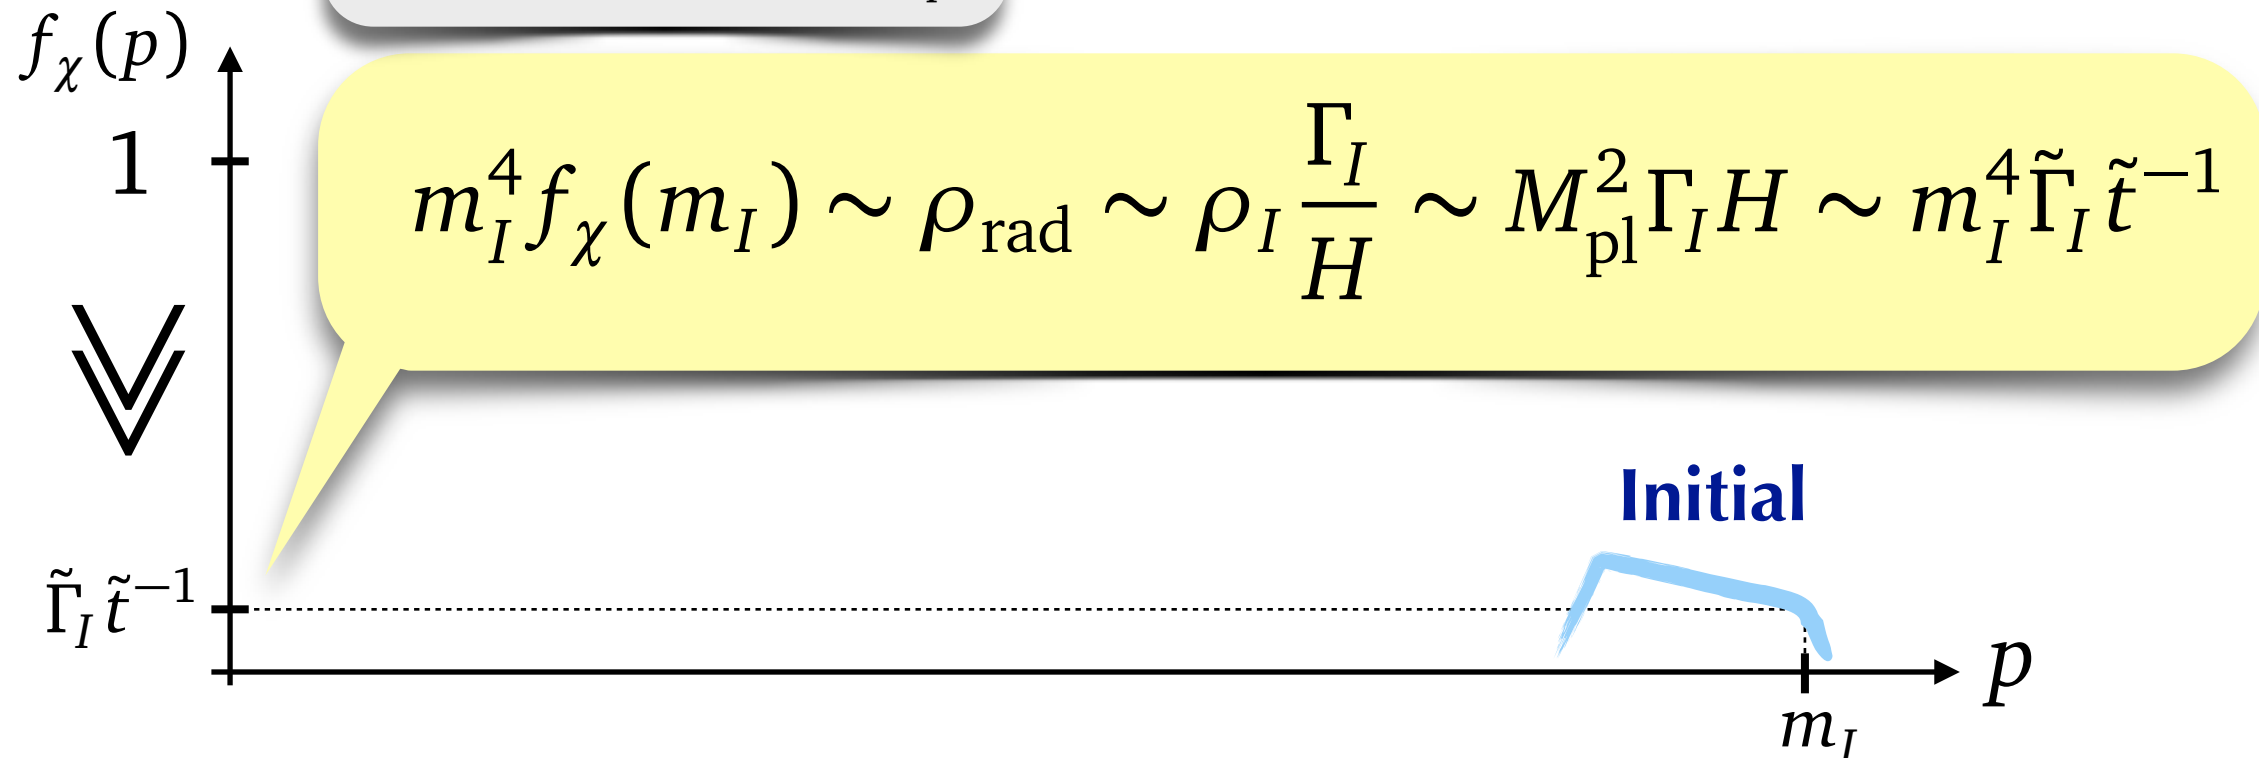 f_χ(p)
1
m_I^4 f_χ(m_I) ∼ ρ_rad ∼ ρ_I Γ_I/H ∼ M_pl^2 Γ_I H ∼ m_I^4 Γ̃_I t̃^{−1}
≫
Initial
Γ̃_I t̃^{−1}
p
m_I